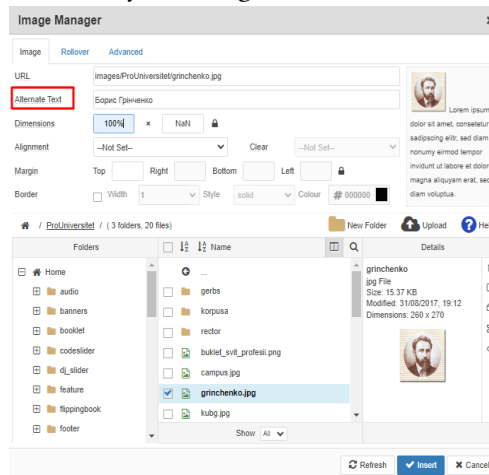 Image Manager
Image Rollover Advanced
URL images/ProUniversitet/grinchenko.jpg
Alternate Text Борис Грінченко
Dimensions 100% × NaN
Alignment --Not Set-- Clear --Not Set--
Margin Top Right Bottom Left
Border Width 1 Style solid Colour # 000000
Lorem ipsum
dolor sit amet, consetetur
sadipscing elitr, sed diam
nonumy eirmod tempor
invidunt ut labore et dolor
magna aliquyam erat, sed
diam voluptua.
/ ProUniversitet / ( 3 folders, 20 files) New Folder Upload Hel
Folders Name Details
Home
audio
banners
booklet
codeslider
dj_slider
feature
flippingbook
footer
...
gerbs
korpusa
rector
buklet_svit_profesii.png
campus.jpg
grinchenko.jpg
kubg.jpg
Show All
grinchenko
jpg File
Size: 15.37 KB
Modified: 31/08/2017, 19:12
Dimensions: 260 x 270
Refresh Insert Cancel